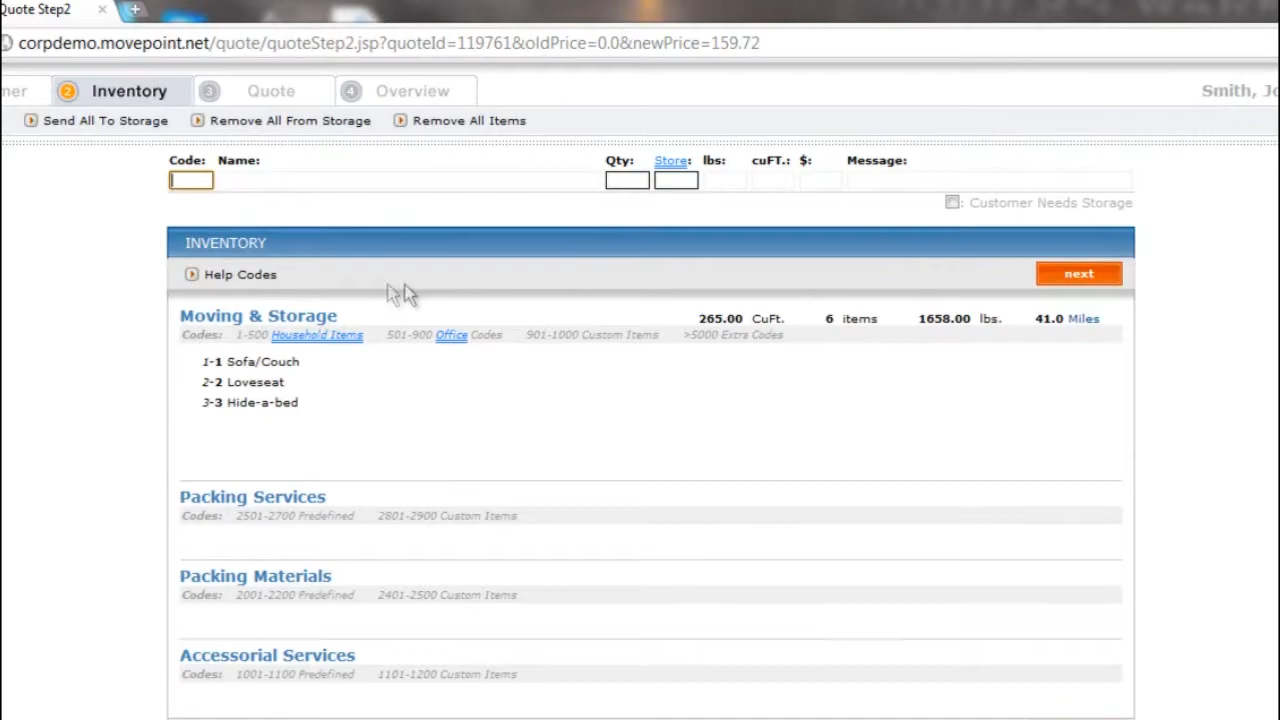 Quote Step2
corpdemo.movepoint.net/quote/quoteStep2.jsp?quoteId=119761&oldPrice=0.0&newPrice=159.72
mer 2 Inventory 3 Quote 4 Overview Smith, Jo
Send All To Storage Remove All From Storage Remove All Items
Code: Name: Qty: Store: lbs: cuFT.: $: Message:
: Customer Needs Storage
INVENTORY
Help Codes next
Moving & Storage 265.00 CuFt. 6 items 1658.00 lbs. 41.0 Miles
Codes: 1-500 Household Items 501-900 Office Codes 901-1000 Custom Items >5000 Extra Codes
1-1 Sofa/Couch
2-2 Loveseat
3-3 Hide-a-bed
Packing Services
Codes: 2501-2700 Predefined 2801-2900 Custom Items
Packing Materials
Codes: 2001-2200 Predefined 2401-2500 Custom Items
Accessorial Services
Codes: 1001-1100 Predefined 1101-1200 Custom Items